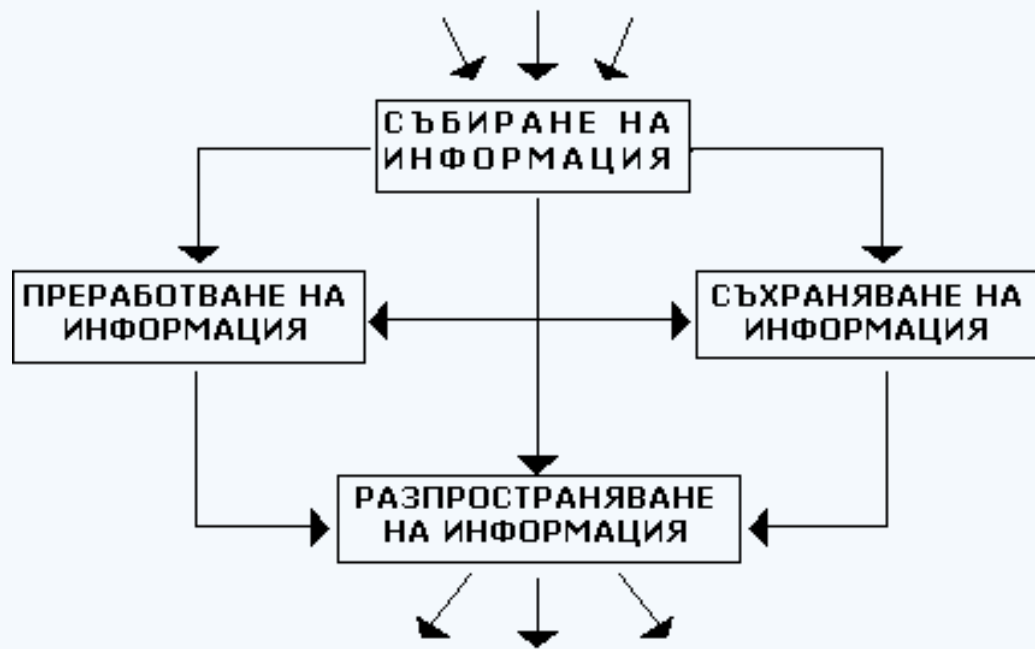 СЪБИРАНЕ НА
ИНФОРМАЦИЯ
ПРЕРАБОТВАНЕ НА
ИНФОРМАЦИЯ
СЪХРАНЯВАНЕ НА
ИНФОРМАЦИЯ
РАЗПРОСТРАНЯВАНЕ
НА ИНФОРМАЦИЯ